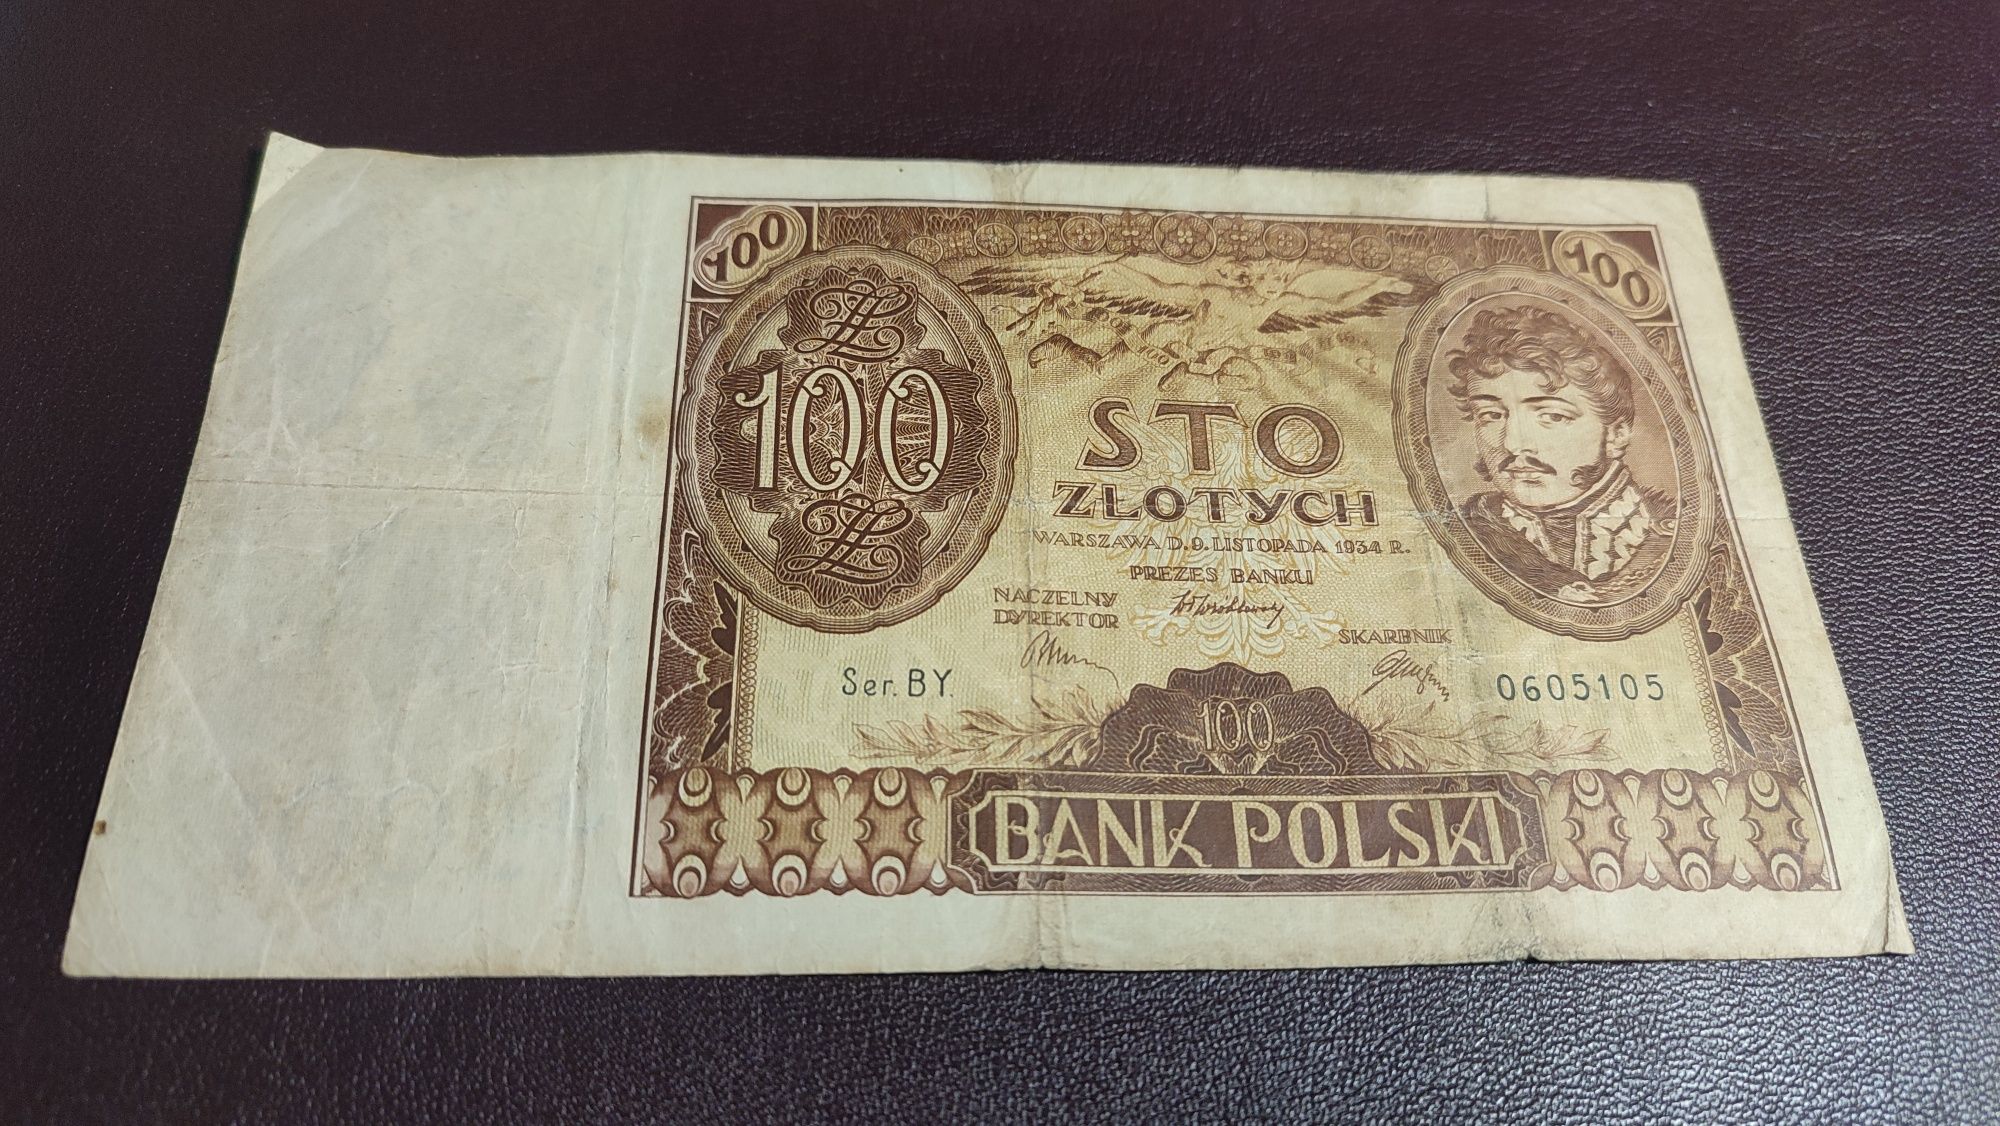 100
100
100
STO
ZŁOTYCH
WARSZAWA D. 9. LISTOPADA 1934 R.
PREZES BANKU
NACZELNY
DYREKTOR
SKARBNIK
Ser. BY.
0605105
100
BANK POLSKI